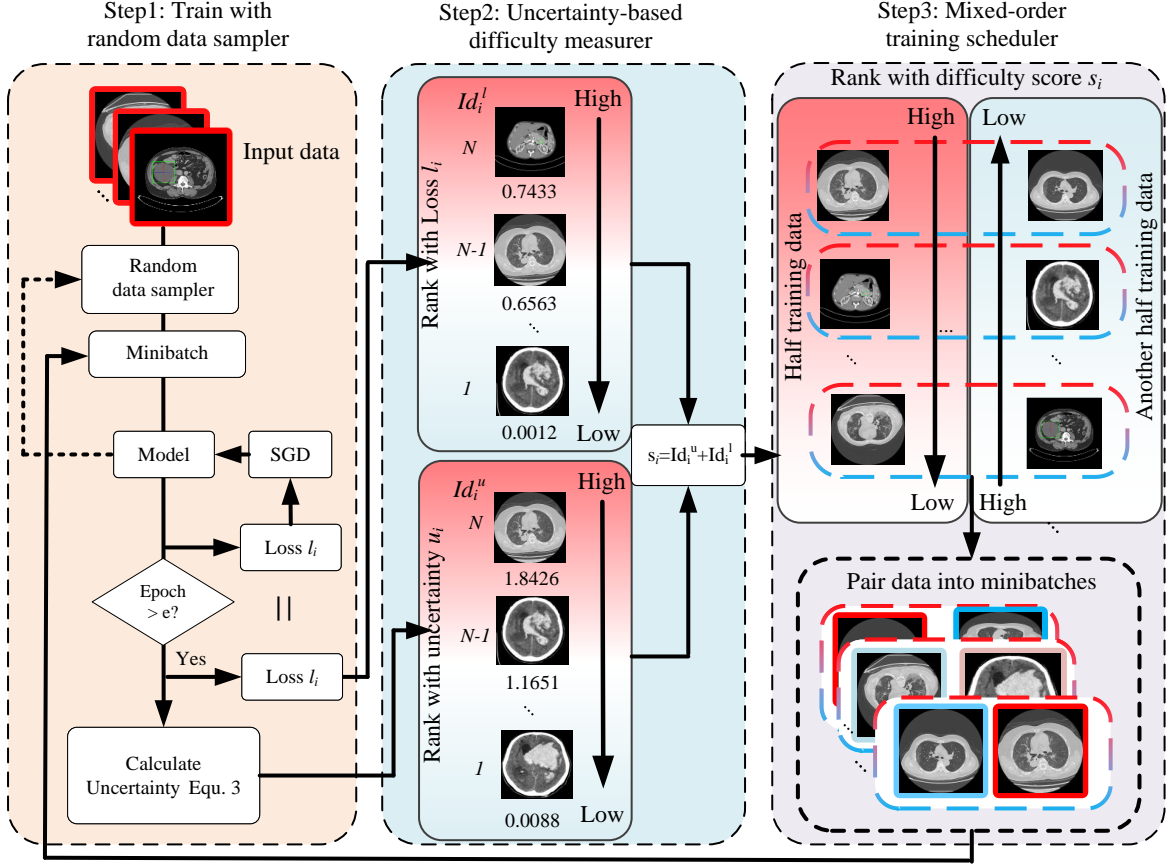 Step1: Train with
random data sampler
Input data
...
Random
data sampler
Minibatch
Model
SGD
Loss l_i
Epoch
> e?
||
Yes
Loss l_i
Calculate
Uncertainty Equ. 3
Step2: Uncertainty-based
difficulty measurer
Rank with Loss l_i
Id_i^l
High
N
0.7433
N-1
0.6563
...
1
0.0012
Low
Rank with uncertainty u_i
Id_i^u
High
N
1.8426
N-1
1.1651
...
1
0.0088
Low
s_i=Id_i^u+Id_i^l
Step3: Mixed-order
training scheduler
Rank with difficulty score s_i
High
Low
Half training data
Another half training data
...
...
...
Low
High
...
Pair data into minibatches
...